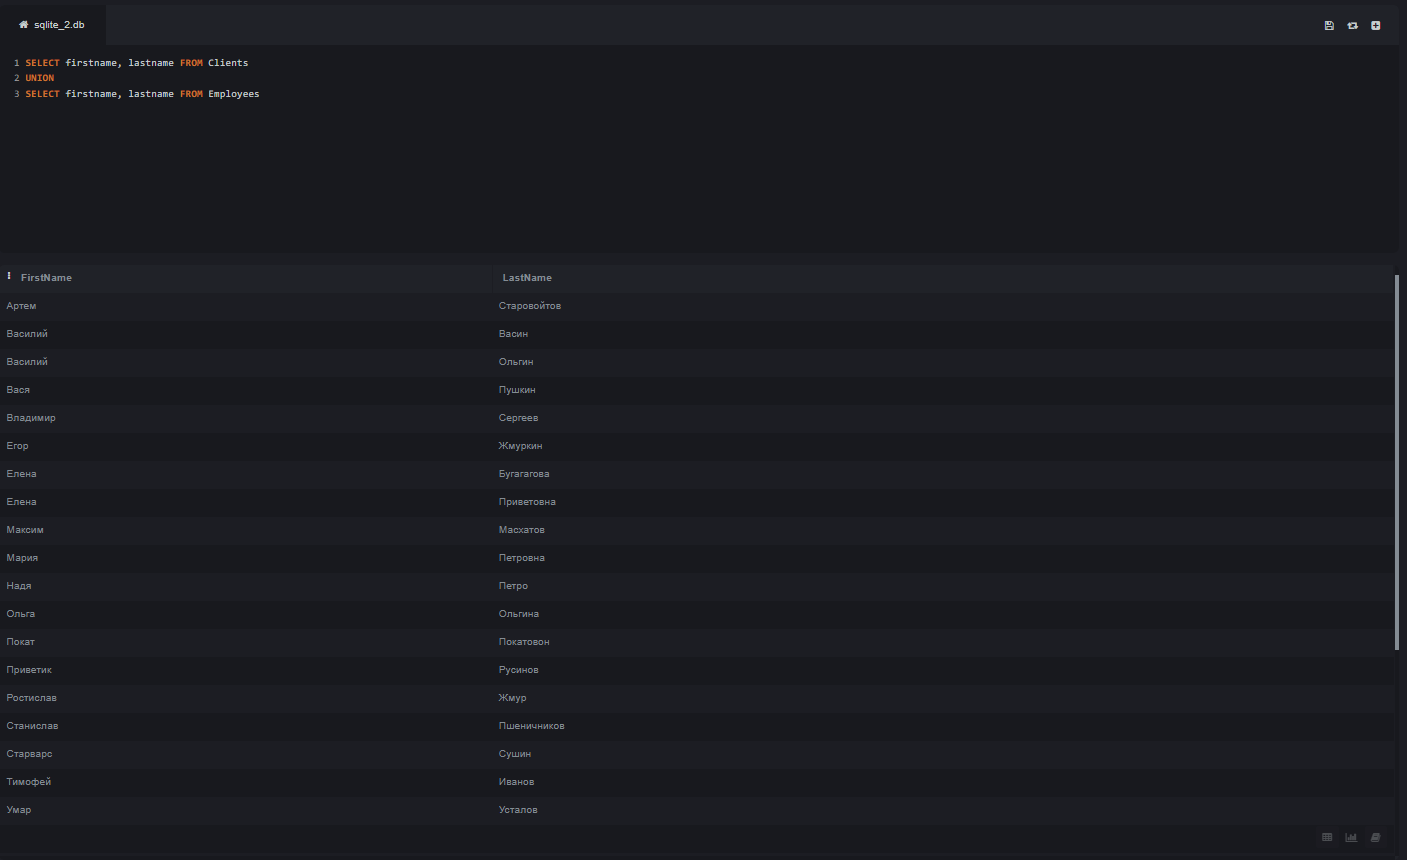 sqlite_2.db
1 SELECT firstname, lastname FROM Clients
2 UNION
3 SELECT firstname, lastname FROM Employees
FirstName LastName
Артем Старовойтов
Василий Васин
Василий Ольгин
Вася Пушкин
Владимир Сергеев
Егор Жмуркин
Елена Бугагагова
Елена Приветовна
Максим Масхатов
Мария Петровна
Надя Петро
Ольга Ольгина
Покат Покатовон
Приветик Русинов
Ростислав Жмур
Станислав Пшеничников
Старварс Сушин
Тимофей Иванов
Умар Усталов